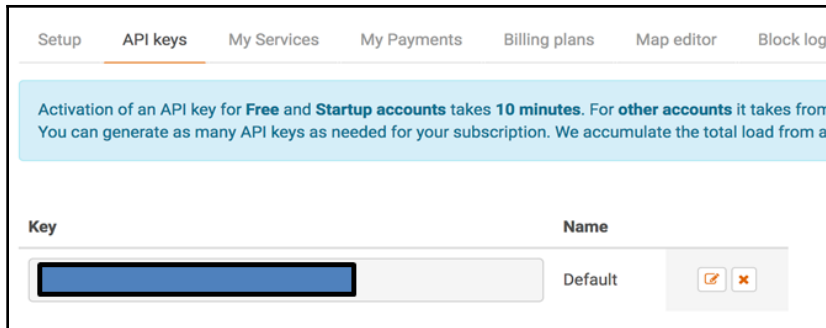 Setup API keys My Services My Payments Billing plans Map editor Block log
Activation of an API key for Free and Startup accounts takes 10 minutes. For other accounts it takes from
You can generate as many API keys as needed for your subscription. We accumulate the total load from a
Key Name
Default